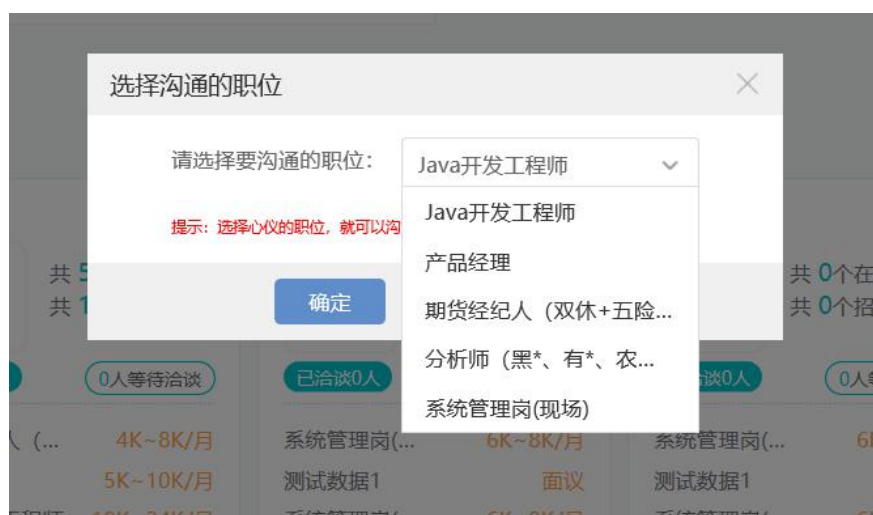 选择沟通的职位
请选择要沟通的职位：
Java开发工程师
Java开发工程师
产品经理
期货经纪人（双休+五险...
分析师（黑*、有*、农...
系统管理岗(现场)
提示：选择心仪的职位，就可以沟
确定
共 5
共 1
共 0个在
共 0个招
0人等待洽谈
已洽谈0人
谈0人
0人
人（...
4K~8K/月
5K~10K/月
系统管理岗(...
6K~8K/月
测试数据1
面议
系统管理岗(...
测试数据1